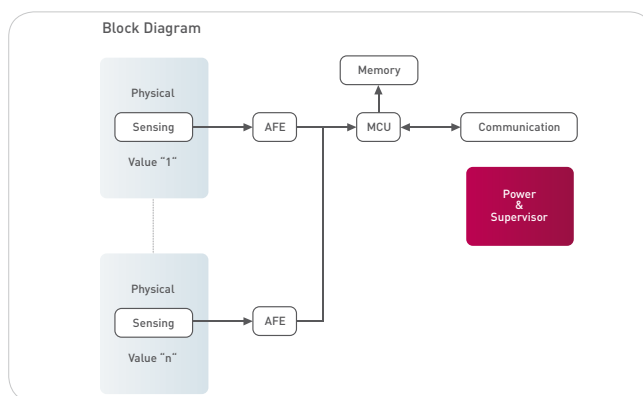 Block Diagram
Physical
Sensing
Value “1”
AFE
Memory
MCU
Communication
Power
&
Supervisor
Physical
Sensing
Value “n”
AFE